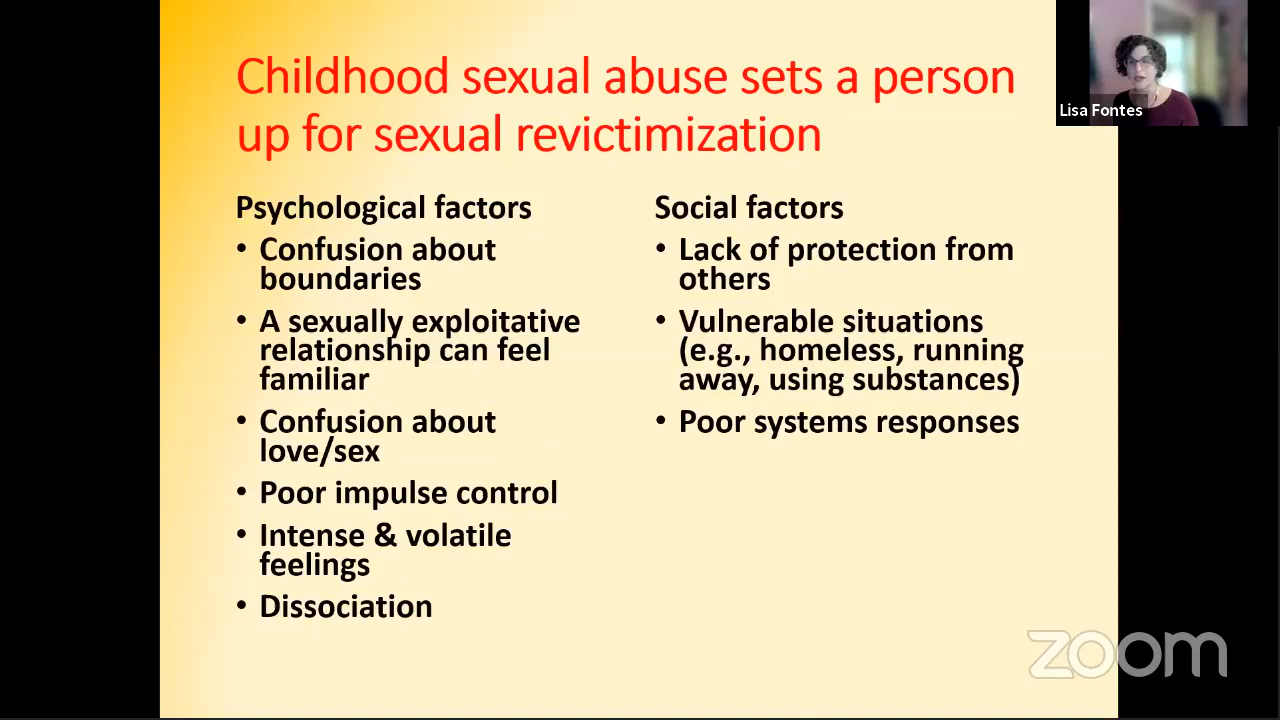 Childhood sexual abuse sets a person
up for sexual revictimization
Lisa Fontes
Psychological factors
• Confusion about
boundaries
• A sexually exploitative
relationship can feel
familiar
• Confusion about
love/sex
• Poor impulse control
• Intense & volatile
feelings
• Dissociation
Social factors
• Lack of protection from
others
• Vulnerable situations
(e.g., homeless, running
away, using substances)
• Poor systems responses
zoom